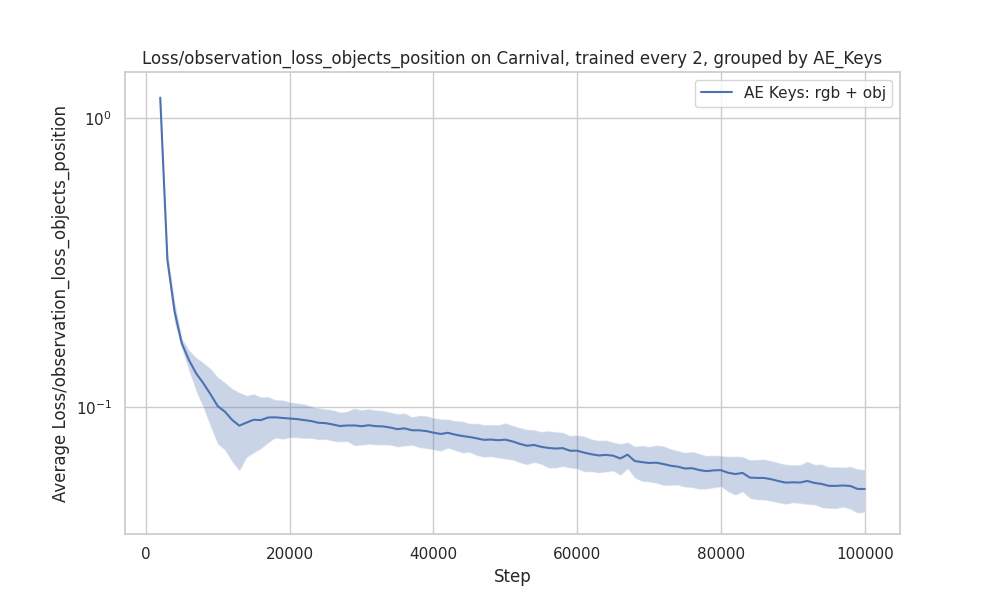 Loss/observation_loss_objects_position on Carnival, trained every 2, grouped by AE_Keys
AE Keys: rgb + obj
Average Loss/observation_loss_objects_position
10⁰
10⁻¹
0 20000 40000 60000 80000 100000
Step